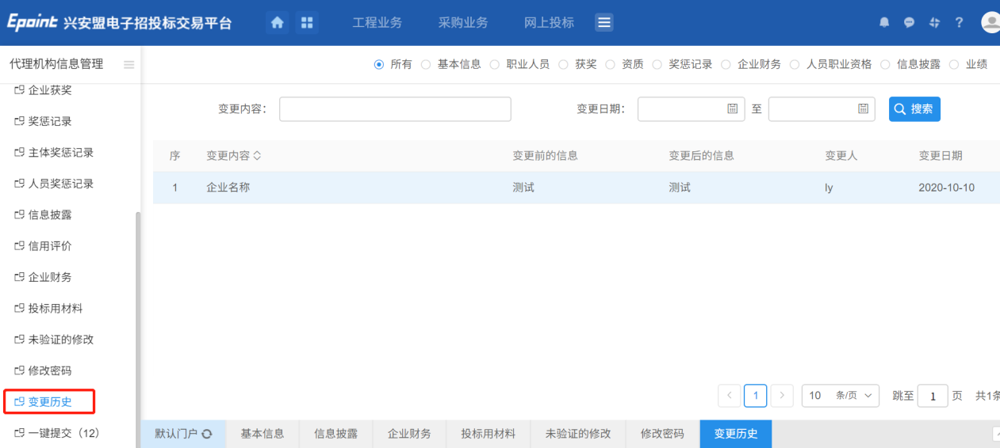 Epoint 兴安盟电子招投标交易平台 工程业务 采购业务 网上投标 ?
代理机构信息管理
所有 基本信息 职业人员 获奖 资质 奖惩记录 企业财务 人员职业资格 信息披露 业绩
企业获奖
奖惩记录
主体奖惩记录
人员奖惩记录
信息披露
信用评价
企业财务
投标用材料
未验证的修改
修改密码
变更历史
一键提交（12）
变更内容： 变更日期： 至 搜索
序 变更内容 变更前的信息 变更后的信息 变更人 变更日期
1 企业名称 测试 测试 ly 2020-10-10
< 1 > 10 条/页 跳至 1 页 共1条
默认门户 基本信息 信息披露 企业财务 投标用材料 未验证的修改 修改密码 变更历史